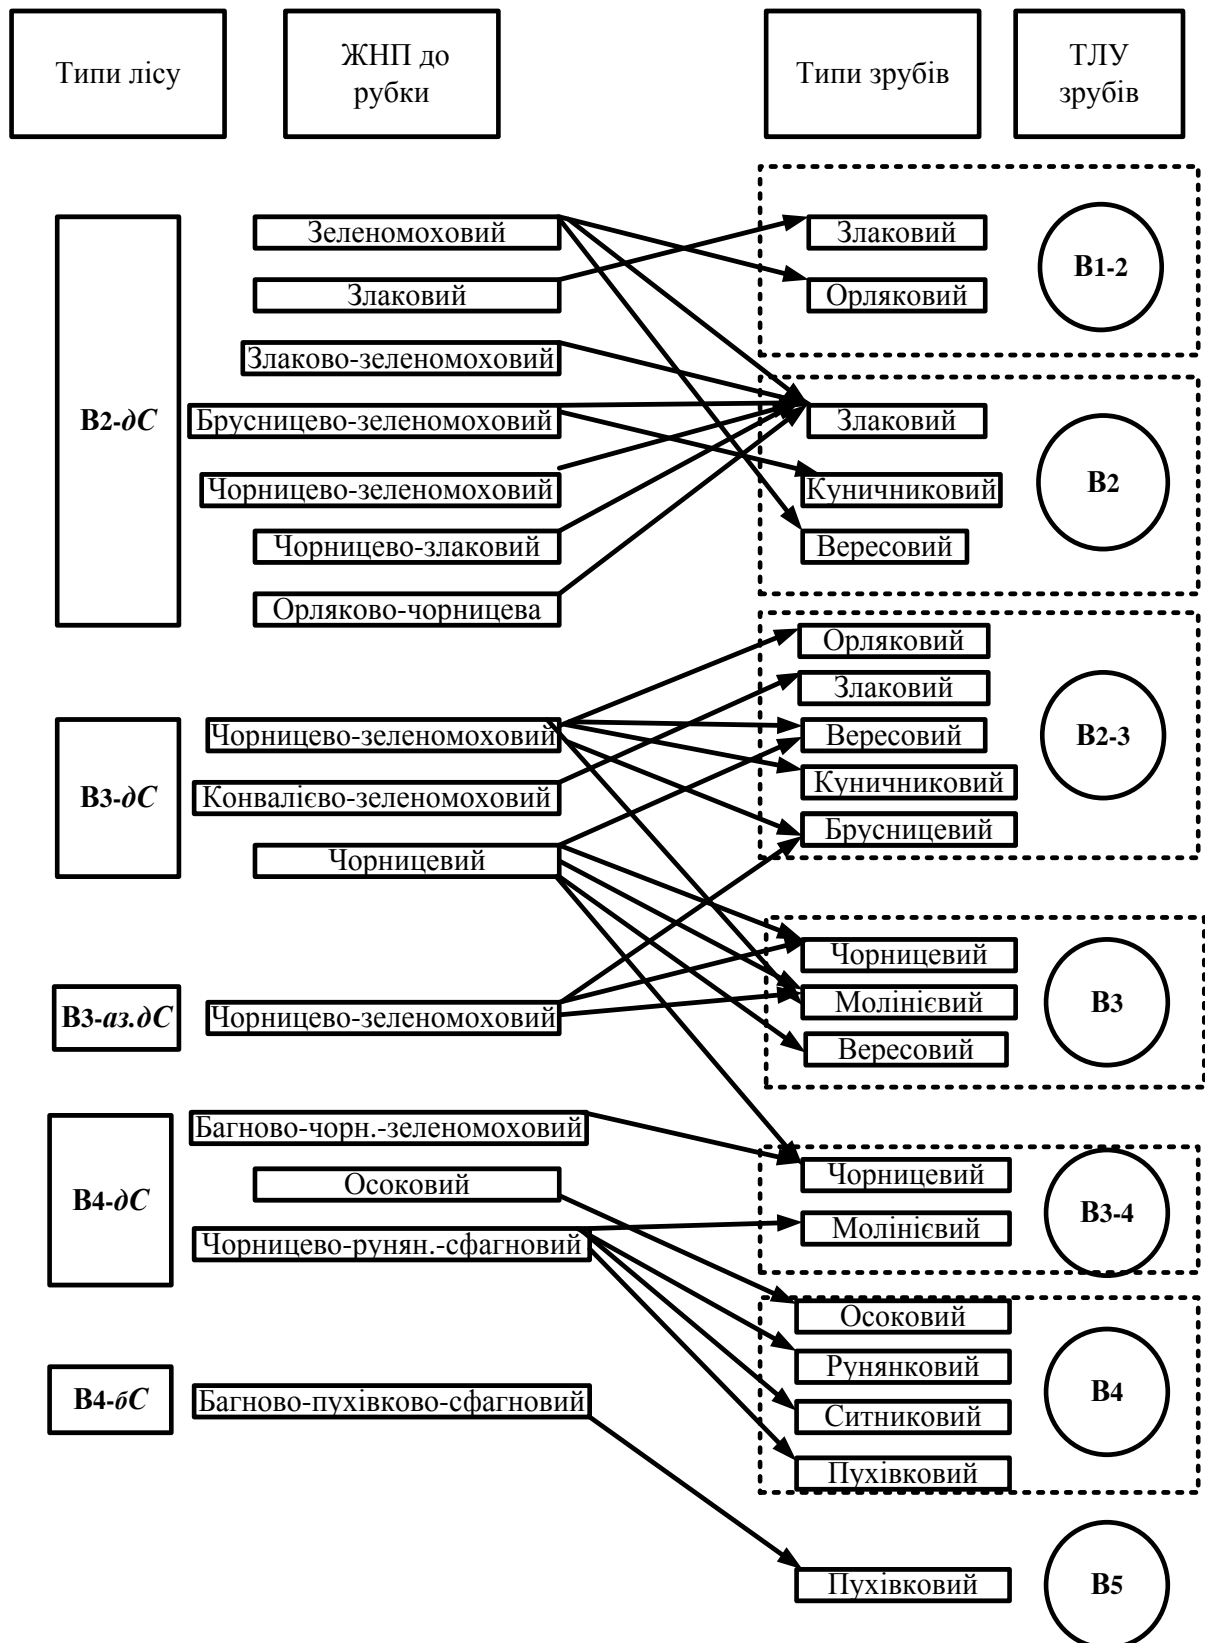 Типи лісу
ЖНП до
рубки
Типи зрубів
ТЛУ
зрубів
В2-дС
Зеленомоховий
Злаковий
Злаково-зеленомоховий
Брусницево-зеленомоховий
Чорницево-зеленомоховий
Чорницево-злаковий
Орляково-чорницева
Злаковий
Орляковий
В1-2
Злаковий
Куничниковий
Вересовий
В2
В3-дС
Чорницево-зеленомоховий
Конвалієво-зеленомоховий
Чорницевий
Орляковий
Злаковий
Вересовий
Куничниковий
Брусницевий
В2-3
В3-аз.дС
Чорницево-зеленомоховий
Чорницевий
Молінієвий
Вересовий
В3
В4-дС
Багново-чорн.-зеленомоховий
Осоковий
Чорницево-рунян.-сфагновий
Чорницевий
Молінієвий
В3-4
В4-бС
Багново-пухівково-сфагновий
Осоковий
Рунянковий
Ситниковий
Пухівковий
В4
Пухівковий
В5